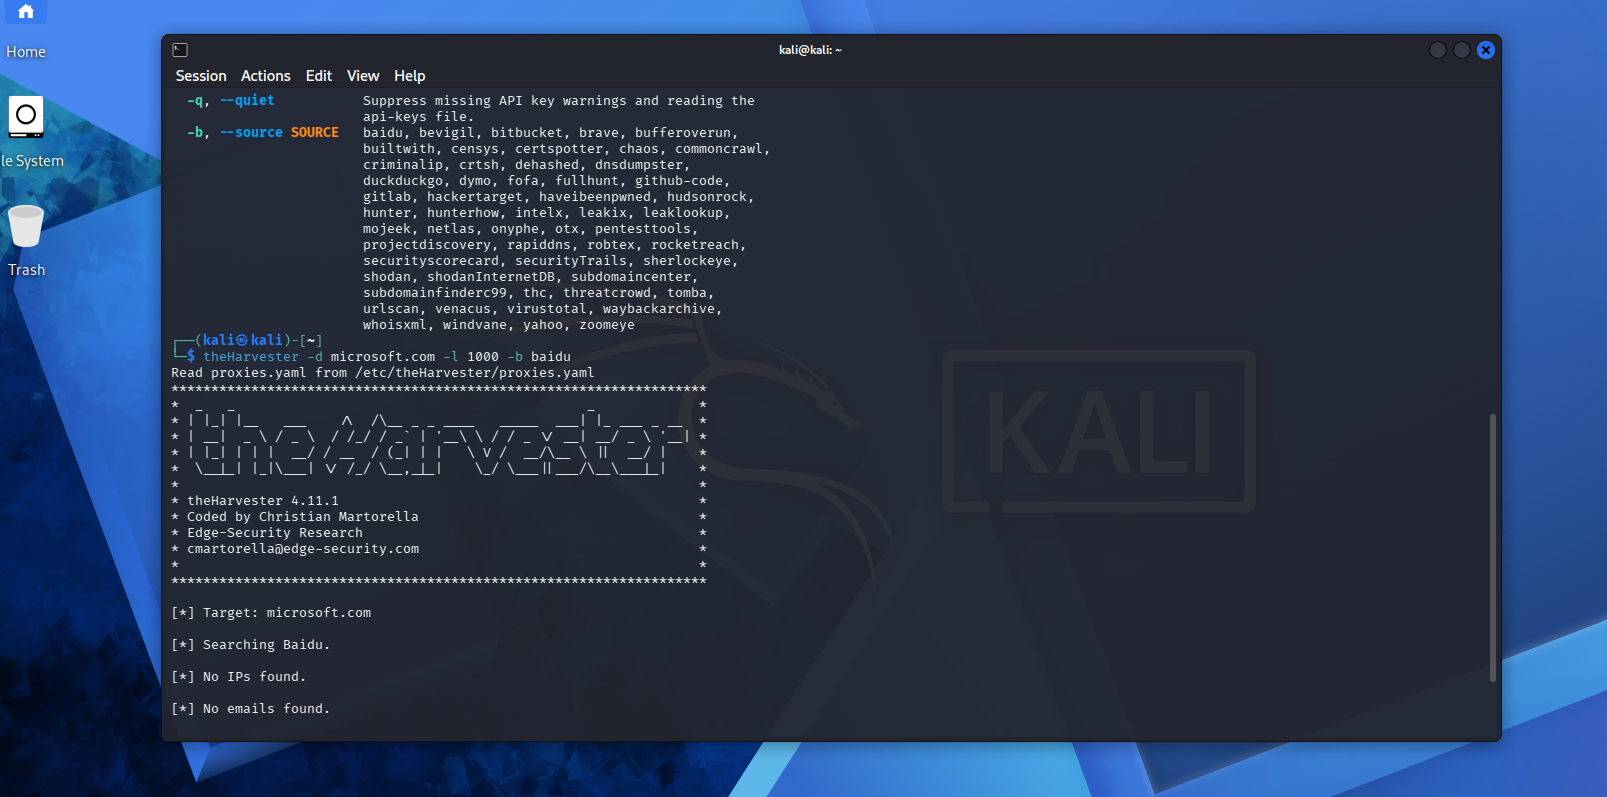 Home
le System
Trash
kali@kali: ~
Session Actions Edit View Help
-q, --quiet Suppress missing API key warnings and reading the
api-keys file.
-b, --source SOURCE baidu, bevigil, bitbucket, brave, bufferoverun,
builtwith, censys, certspotter, chaos, commoncrawl,
criminalip, crtsh, dehashed, dnsdumpster,
duckduckgo, dymo, fofa, fullhunt, github-code,
gitlab, hackertarget, haveibeenpwned, hudsonrock,
hunter, hunterhow, intelx, leakix, leaklookup,
mojeek, netlas, onyphe, otx, pentesttools,
projectdiscovery, rapiddns, robtex, rocketreach,
securityscorecard, securityTrails, sherlockeye,
shodan, shodanInternetDB, subdomaincenter,
subdomainfinderc99, thc, threatcrowd, tomba,
urlscan, venacus, virustotal, waybackarchive,
whoisxml, windvane, yahoo, zoomeye
┌──(kali㉿kali)-[~]
└─$ theHarvester -d microsoft.com -l 1000 -b baidu
Read proxies.yaml from /etc/theHarvester/proxies.yaml
*******************************************************************
theHarvester
* theHarvester 4.11.1 *
* Coded by Christian Martorella *
* Edge-Security Research *
* cmartorella@edge-security.com *
* *
*******************************************************************
[*] Target: microsoft.com
[*] Searching Baidu.
[*] No IPs found.
[*] No emails found.
KALI